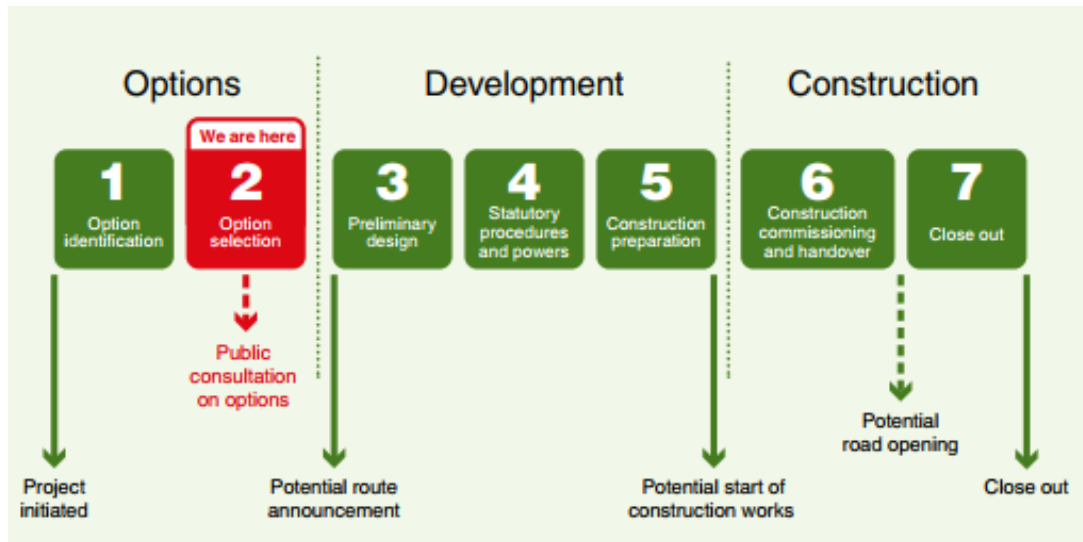 Options
Development
Construction
We are here
1
Option
identification
2
Option
selection
3
Preliminary
design
4
Statutory
procedures
and powers
5
Construction
preparation
6
Construction
commissioning
and handover
7
Close out
Public
consultation
on options
Potential
road opening
Project
initiated
Potential route
announcement
Potential start of
construction works
Close out